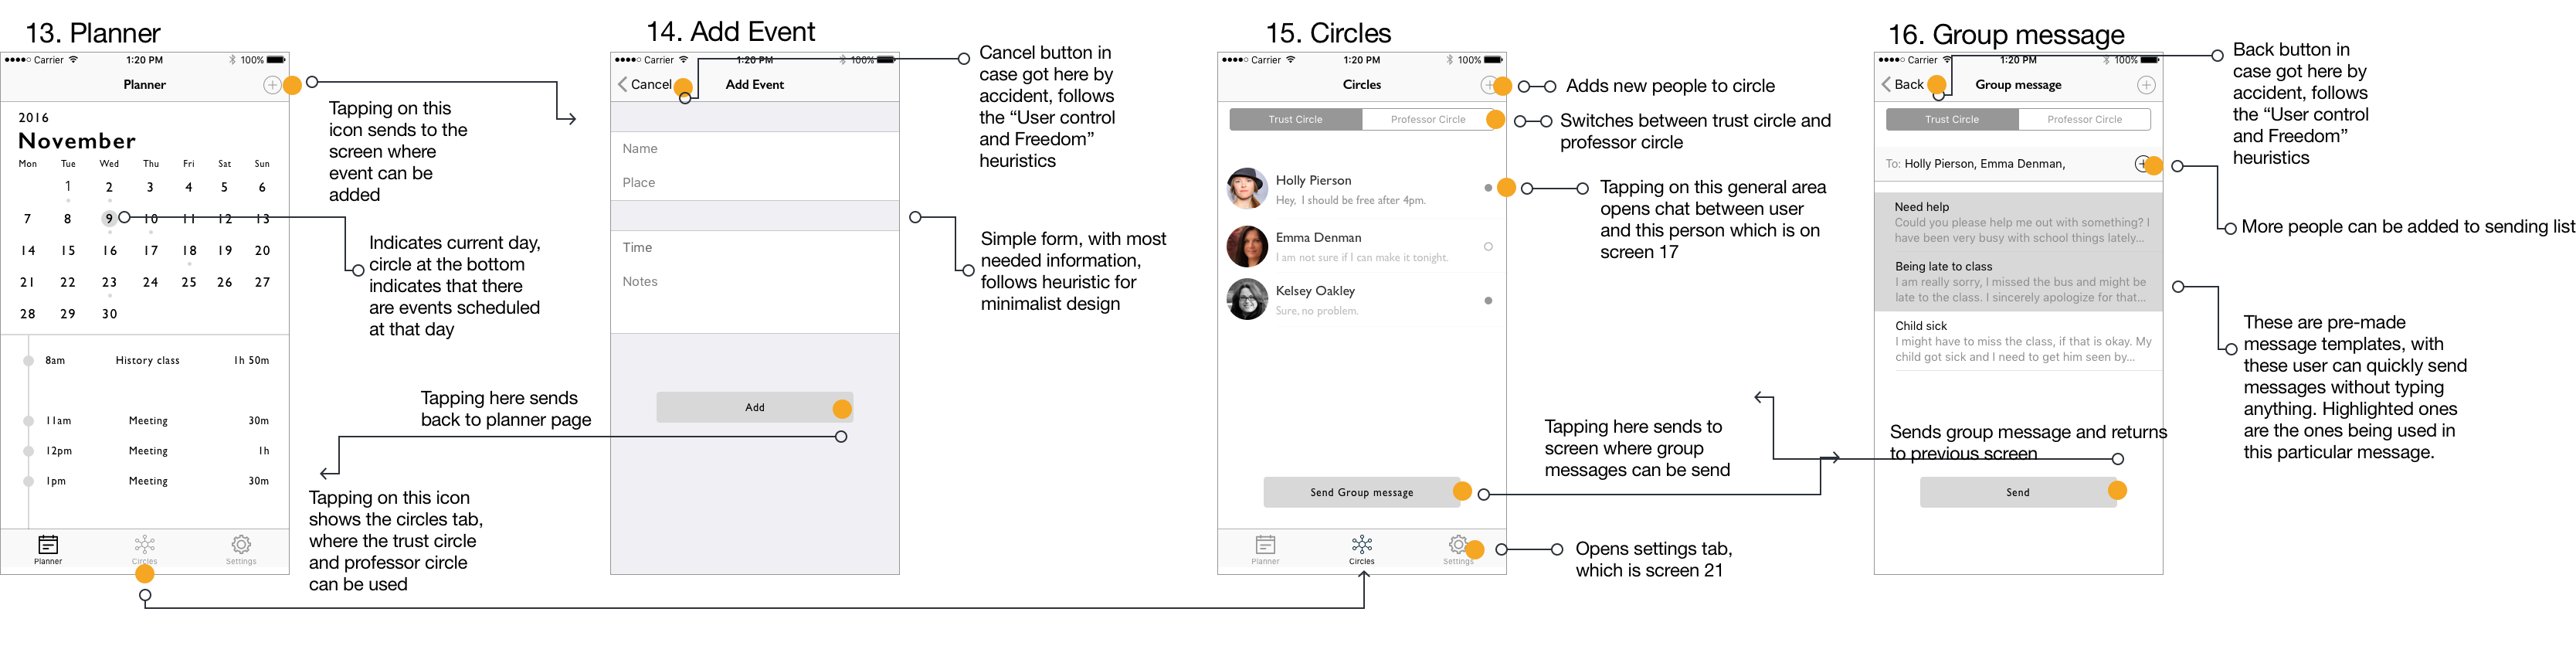 13. Planner
Carrier
1:20 PM
100%
Planner
2016
November
Mon Tue Wed Thu Fri Sat Sun
1 2 3 4 5 6
7 8 9 10 11 12 13
14 15 16 17 18 19 20
21 22 23 24 25 26 27
28 29 30
8am History class 1h 50m
11am Meeting 30m
12pm Meeting 1h
1pm Meeting 30m
Planner Circles Settings
Tapping on this
icon sends to the
screen where
event can be
added
Indicates current day,
circle at the bottom
indicates that there
are events scheduled
at that day
Tapping here sends
back to planner page
Tapping on this icon
shows the circles tab,
where the trust circle
and professor circle
can be used
14. Add Event
Carrier
1:20 PM
100%
Cancel
Add Event
Name
Place
Time
Notes
Add
Cancel button in
case got here by
accident, follows
the “User control
and Freedom”
heuristics
Simple form, with most
needed information,
follows heuristic for
minimalist design
15. Circles
Carrier
1:20 PM
100%
Circles
Trust Circle Professor Circle
Holly Pierson
Hey, I should be free after 4pm.
Emma Denman
I am not sure if I can make it tonight.
Kelsey Oakley
Sure, no problem.
Send Group message
Planner Circles Settings
Adds new people to circle
Switches between trust circle and
professor circle
Tapping on this general area
opens chat between user
and this person which is on
screen 17
Tapping here sends to
screen where group
messages can be send
Opens settings tab,
which is screen 21
16. Group message
Carrier
1:20 PM
100%
Back
Group message
Trust Circle Professor Circle
To: Holly Pierson, Emma Denman,
Need help
Could you please help me out with something? I
have been very busy with school things lately...
Being late to class
I am really sorry, I missed the bus and might be
late to the class. I sincerely apologize for that...
Child sick
I might have to miss the class, if that is okay. My
child got sick and I need to get him seen by...
Sends group message and returns
to previous screen
Send
Back button in
case got here by
accident, follows
the “User control
and Freedom”
heuristics
More people can be added to sending list
These are pre-made
message templates, with
these user can quickly send
messages without typing
anything. Highlighted ones
are the ones being used in
this particular message.